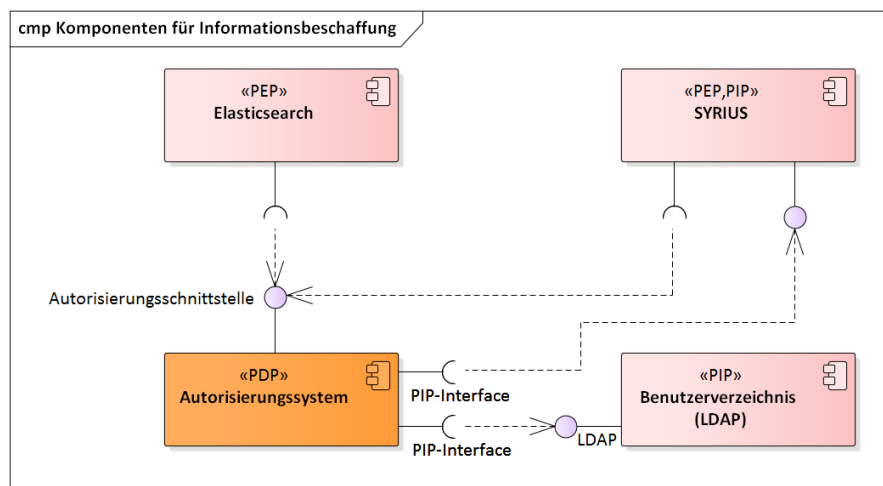 cmp Komponenten für Informationsbeschaffung
«PEP»
Elasticsearch
«PEP,PIP»
SYRIUS
Autorisierungsschnittstelle
«PDP»
Autorisierungssystem
PIP-Interface
PIP-Interface
LDAP
«PIP»
Benutzerverzeichnis
(LDAP)